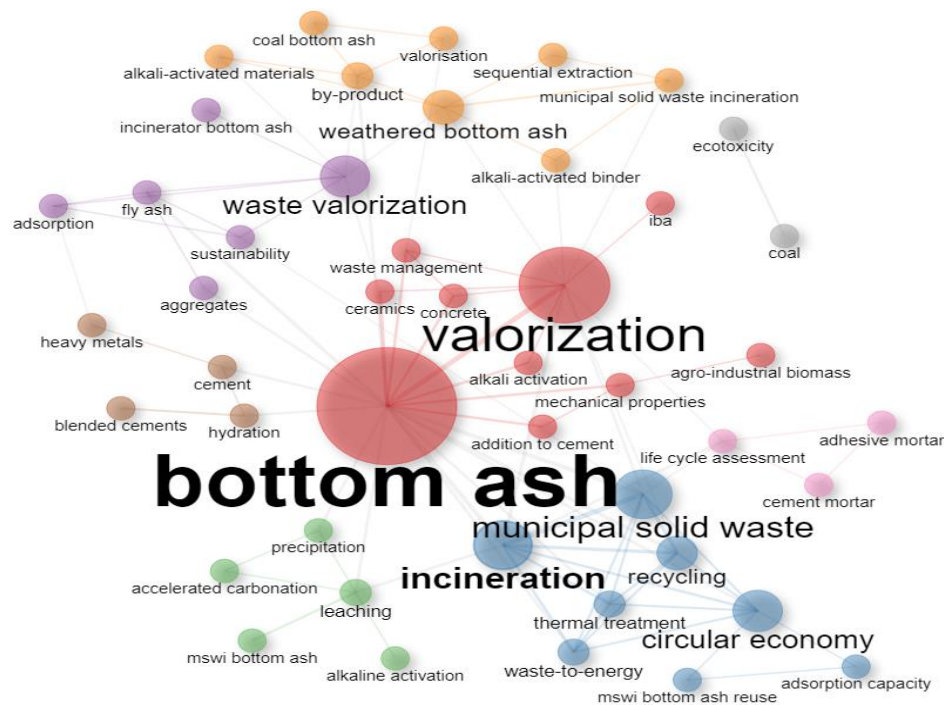 coal bottom ash
valorisation
alkali-activated materials
sequential extraction
by-product
municipal solid waste incineration
incinerator bottom ash
weathered bottom ash
ecotoxicity
alkali-activated binder
waste valorization
fly ash
adsorption
iba
sustainability
coal
waste management
aggregates
ceramics
concrete
valorization
heavy metals
agro-industrial biomass
cement
alkali activation
mechanical properties
blended cements
hydration
addition to cement
adhesive mortar
life cycle assessment
bottom ash
cement mortar
municipal solid waste
precipitation
incineration
recycling
accelerated carbonation
leaching
thermal treatment
circular economy
mswi bottom ash
alkaline activation
waste-to-energy
adsorption capacity
mswi bottom ash reuse